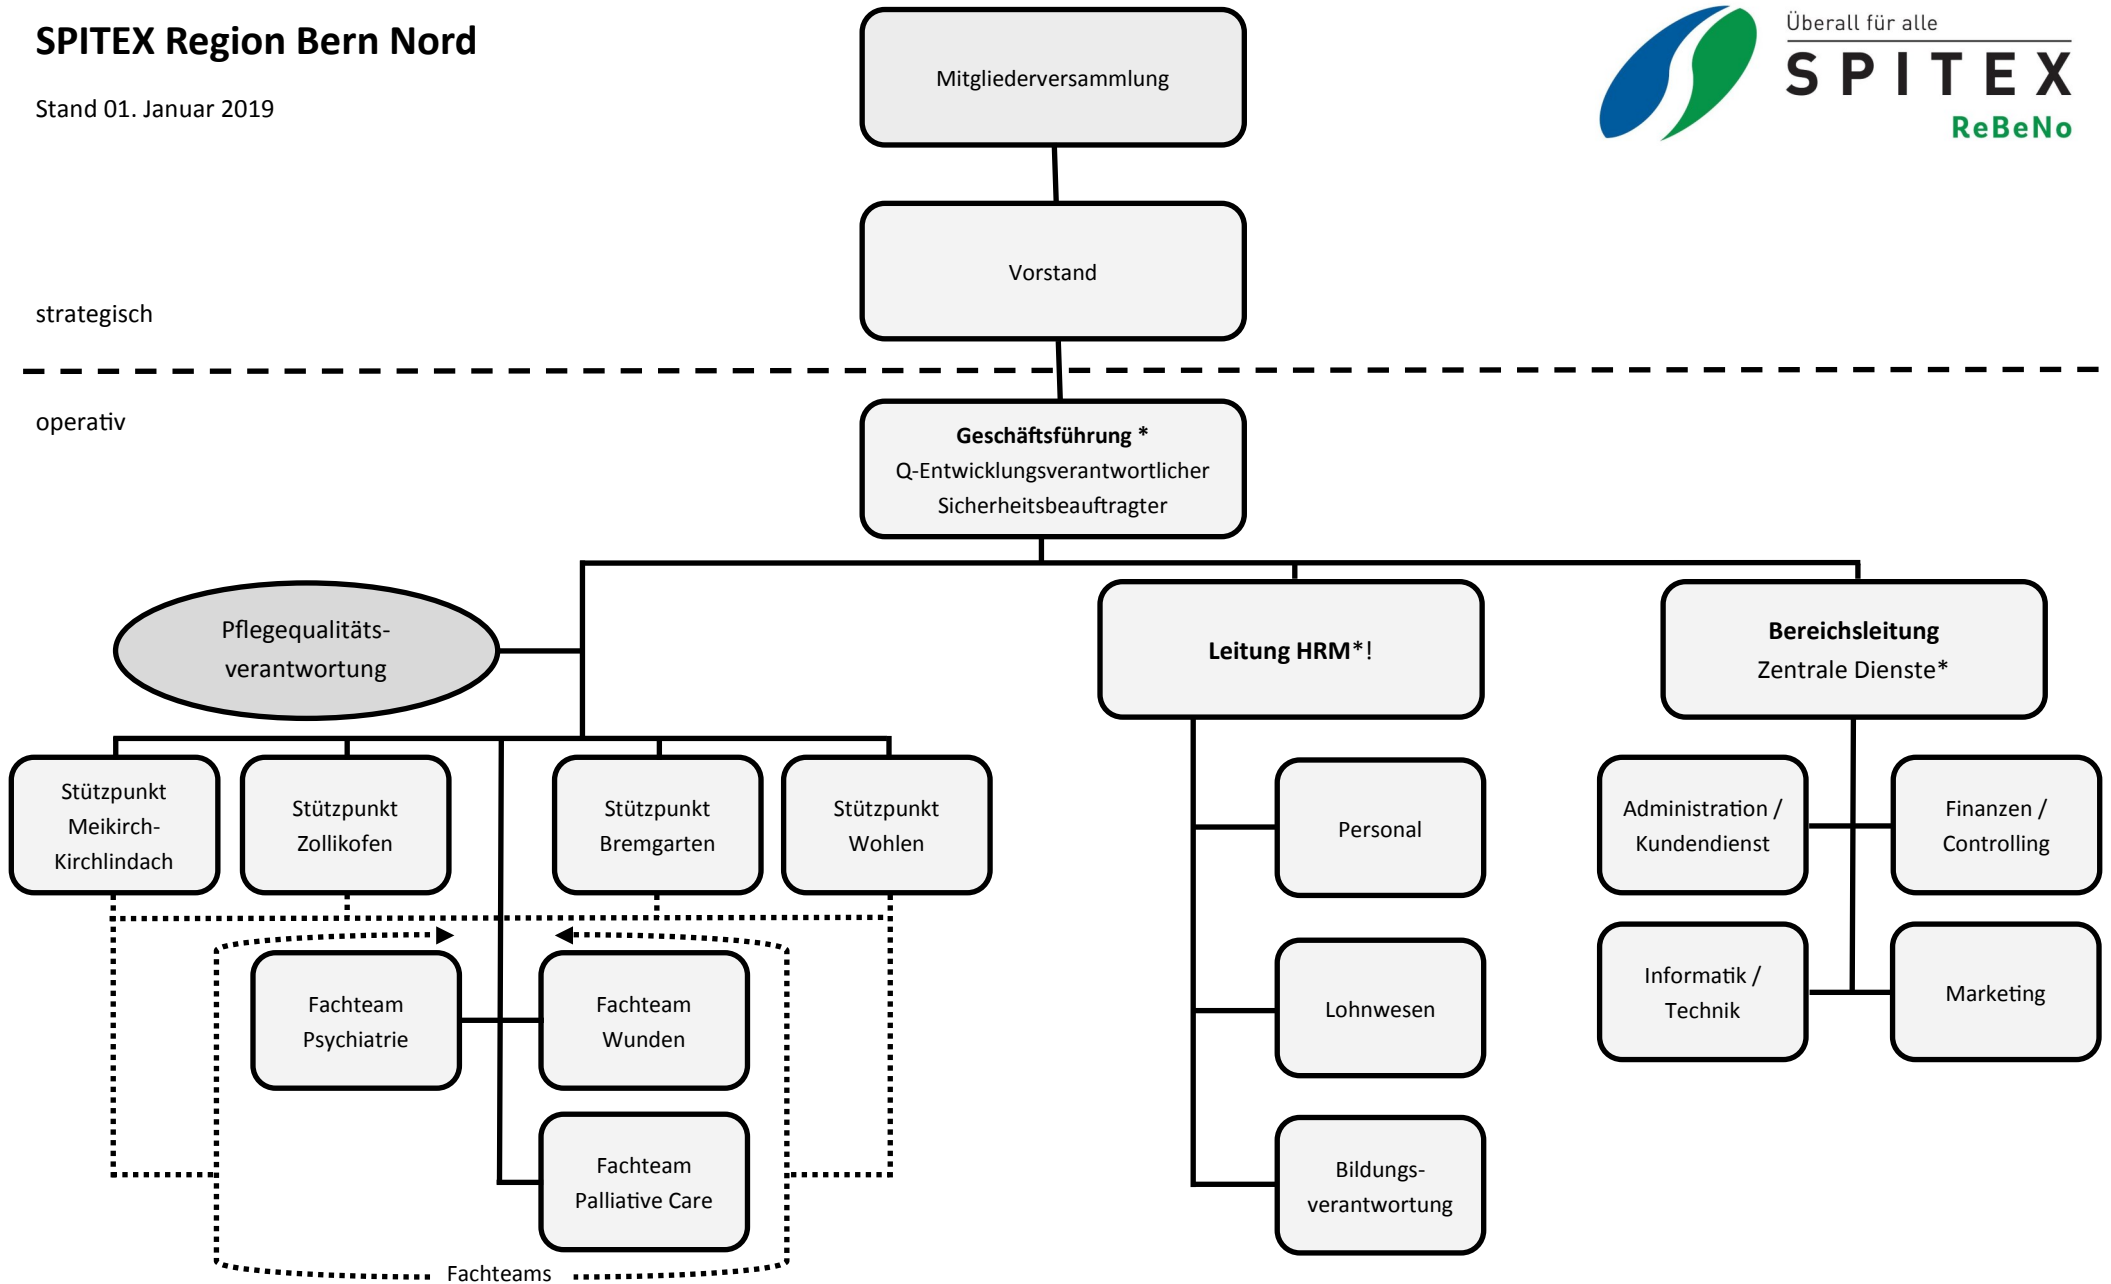 SPITEX Region Bern Nord
Stand 01. Januar 2019
Überall für alle
SPITEX
ReBeNo
Mitgliederversammlung
Vorstand
strategisch
operativ
Geschäftsführung *
Q-Entwicklungsverantwortlicher
Sicherheitsbeauftragter
Pflegequalitäts-
verantwortung
Leitung HRM*!
Bereichsleitung
Zentrale Dienste*
Stützpunkt
Meikirch-
Kirchlindach
Stützpunkt
Zollikofen
Stützpunkt
Bremgarten
Stützpunkt
Wohlen
Personal
Administration /
Kundendienst
Finanzen /
Controlling
Fachteam
Psychiatrie
Fachteam
Wunden
Lohnwesen
Informatik /
Technik
Marketing
Fachteam
Palliative Care
Bildungs-
verantwortung
Fachteams